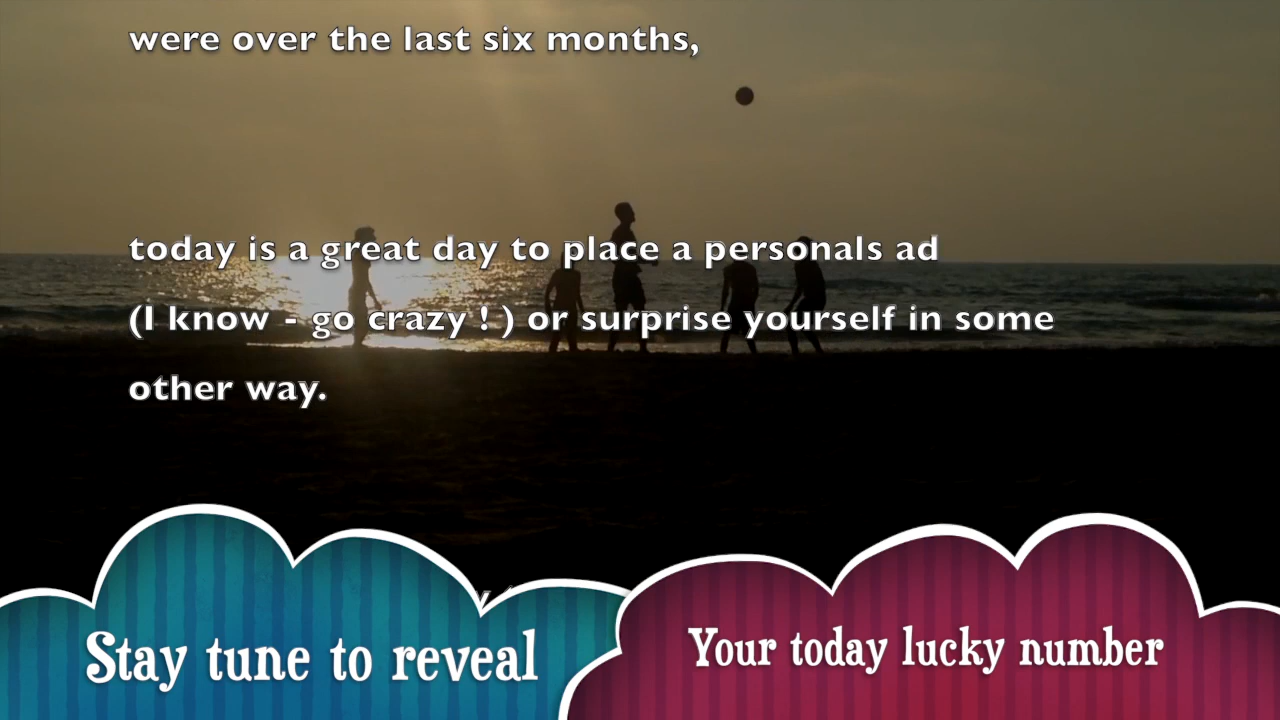 were over the last six months,
today is a great day to place a personals ad
(I know - go crazy ! ) or surprise yourself in some
other way.
Stay tune to reveal
Your today lucky number